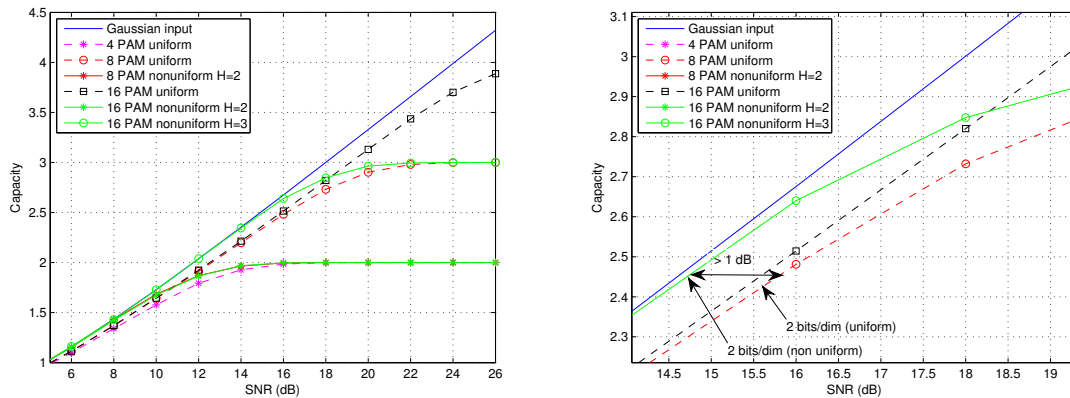 4.5
4
3.5
3
2.5
2
1.5
1
Capacity
6 8 10 12 14 16 18 20 22 24 26
SNR (dB)
Gaussian input
4 PAM uniform
8 PAM uniform
8 PAM nonuniform H=2
16 PAM uniform
16 PAM nonuniform H=2
16 PAM nonuniform H=3
3.1
3
2.9
2.8
2.7
2.6
2.5
2.4
2.3
Capacity
14.5 15 15.5 16 16.5 17 17.5 18 18.5 19
SNR (dB)
Gaussian input
4 PAM uniform
8 PAM uniform
8 PAM nonuniform H=2
16 PAM uniform
16 PAM nonuniform H=2
16 PAM nonuniform H=3
> 1 dB
2 bits/dim (uniform)
2 bits/dim (non uniform)